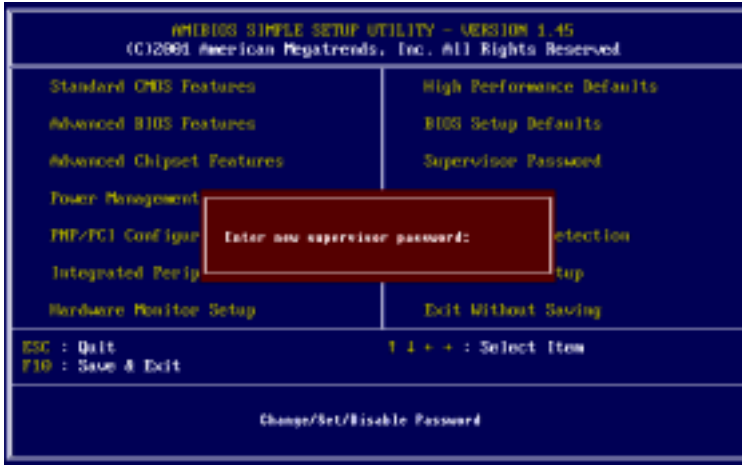 AMIBIOS SIMPLE SETUP UTILITY - VERSION 1.45
(C)2001 American Megatrends, Inc. All Rights Reserved
Standard CMOS Features
Advanced BIOS Features
Advanced Chipset Features
Power Management
PNP/PCI Configur
Integrated Perip
Hardware Monitor Setup
High Performance Defaults
BIOS Setup Defaults
Supervisor Password
etection
tup
Exit Without Saving
Enter new supervisor password:
ESC : Quit
F10 : Save & Exit
↑ ↓ ← → : Select Item
Change/Set/Disable Password